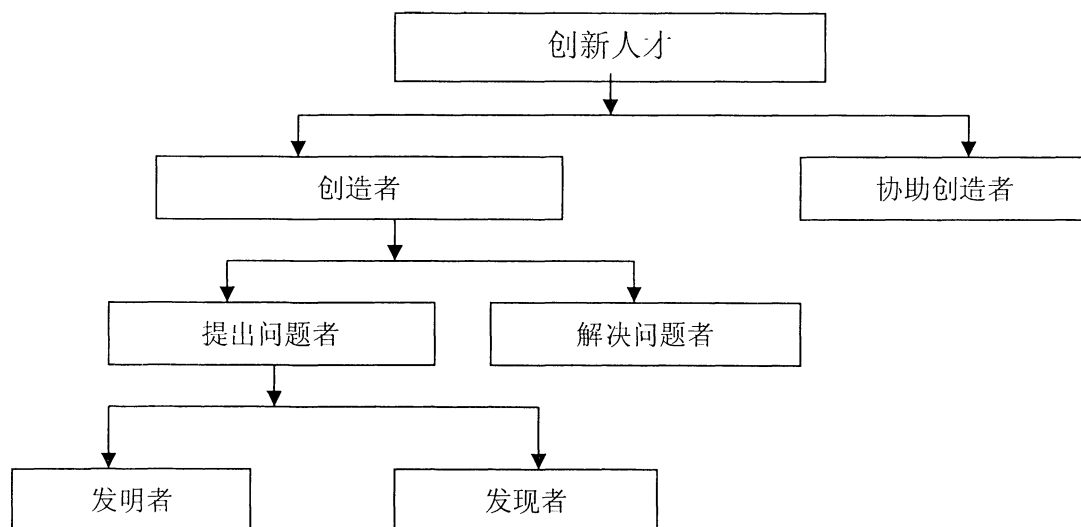 创新人才
创造者
协助创造者
提出问题者
解决问题者
发明者
发现者